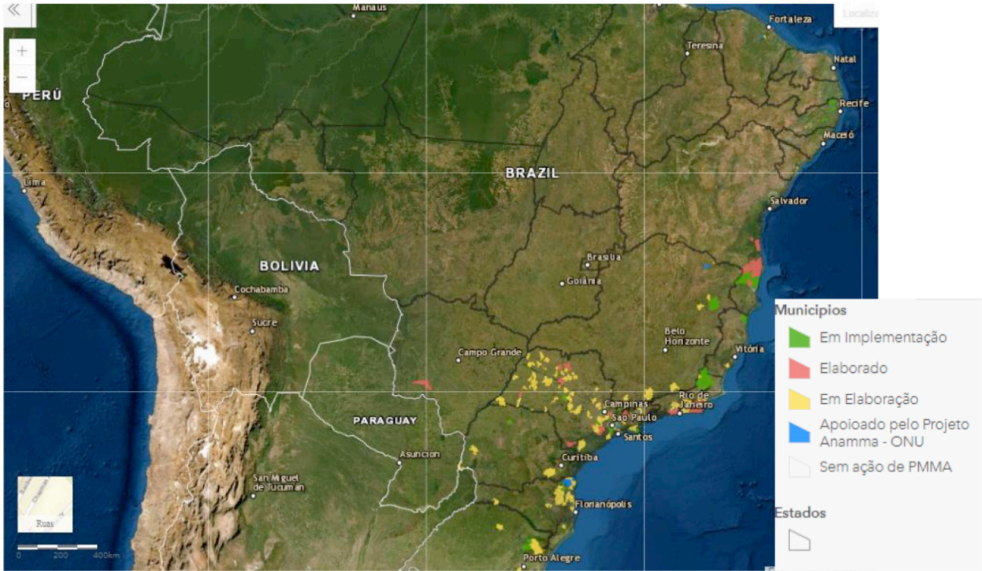 «
Manaus
Fortaleza
+
Teresina
−
Natal
PERÚ
Recife
Maceió
BRAZIL
Lima
Salvador
Brasília
BOLIVIA
Goiânia
Cochabamba
Sucre
Belo
Horizonte
Vitória
Campo Grande
Rio de
Janeiro
Campinas
São Paulo
PARAGUAY
Santos
Asuncion
Curitiba
San Miguel
de Tucumán
Florianópolis
Ruas
0 200 400km
Porto Alegre
Municipios
Em Implementação
Elaborado
Em Elaboração
Apoioado pelo Projeto
Anamma - ONU
Sem ação de PMMA
Estados